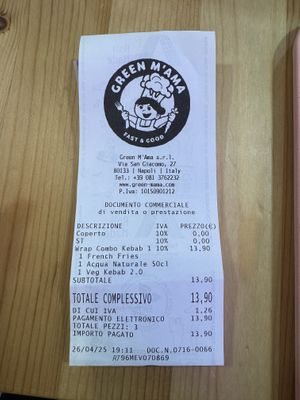 GREEN M'AMA
FAST & GOOD
Green M'Ama s.r.l.
Via San Giacomo, 27
80133 | Napoli | Italy
Tel.: +39 081 3762232
www.green-mama.com
P.Iva: 10150901212
DOCUMENTO COMMERCIALE
di vendita o prestazione
DESCRIZIONE IVA PREZZO(€)
Coperto 10% 0,00
ST 10% 0,00
Wrap Combo Kebab 1 10% 13,90
1 French Fries
1 Acqua Naturale 50cl
1 Veg Kebab 2.0
SUBTOTALE 13,90
TOTALE COMPLESSIVO 13,90
DI CUI IVA 1,26
PAGAMENTO ELETTRONICO 13,90
TOTALE PEZZI: 3
IMPORTO PAGATO 13,90
26/04/25 19:11 DOC.N.0716-0066
96MEV070869